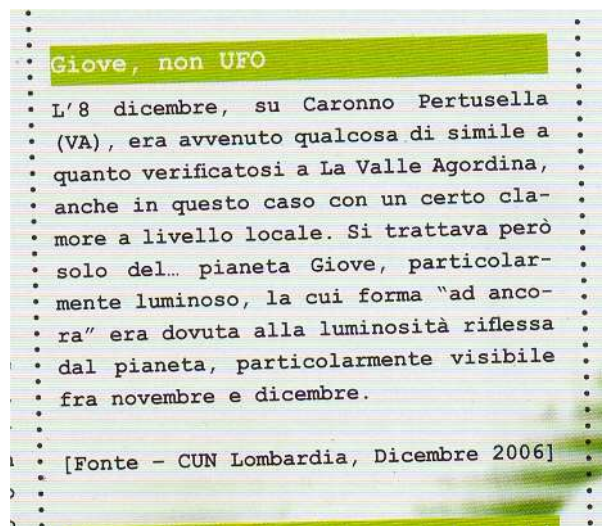 Giove, non UFO
L'8 dicembre, su Caronno Pertusella
(VA), era avvenuto qualcosa di simile a
quanto verificatosi a La Valle Agordina,
anche in questo caso con un certo cla-
more a livello locale. Si trattava però
solo del… pianeta Giove, particolar-
mente luminoso, la cui forma "ad anco-
ra" era dovuta alla luminosità riflessa
dal pianeta, particolarmente visibile
fra novembre e dicembre.
[Fonte – CUN Lombardia, Dicembre 2006]